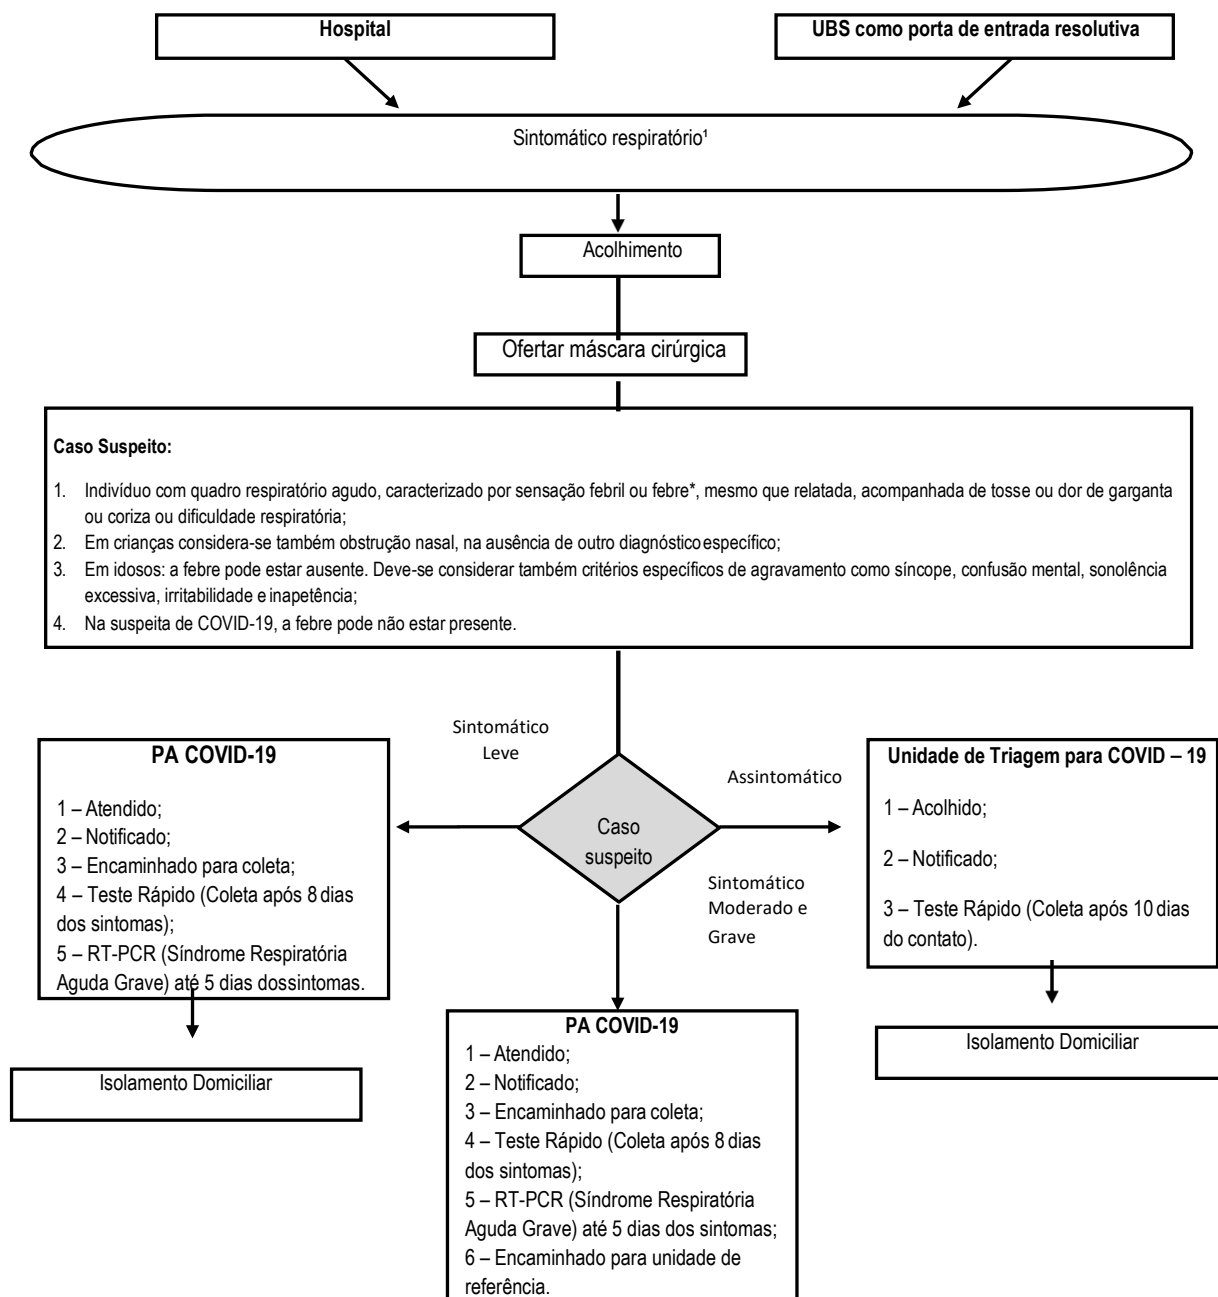 Hospital
UBS como porta de entrada resolutiva
Sintomático respiratório¹
Acolhimento
Ofertar máscara cirúrgica
Caso Suspeito:
1. Indivíduo com quadro respiratório agudo, caracterizado por sensação febril ou febre*, mesmo que relatada, acompanhada de tosse ou dor de garganta
ou coriza ou dificuldade respiratória;
2. Em crianças considera-se também obstrução nasal, na ausência de outro diagnóstico específico;
3. Em idosos: a febre pode estar ausente. Deve-se considerar também critérios específicos de agravamento como síncope, confusão mental, sonolência
excessiva, irritabilidade e inapetência;
4. Na suspeita de COVID-19, a febre pode não estar presente.
Sintomático
Leve
PA COVID-19
1 – Atendido;
2 – Notificado;
3 – Encaminhado para coleta;
4 – Teste Rápido (Coleta após 8 dias
dos sintomas);
5 – RT-PCR (Síndrome Respiratória
Aguda Grave) até 5 dias dossintomas.
Isolamento Domiciliar
Caso
suspeito
Assintomático
Unidade de Triagem para COVID – 19
1 – Acolhido;
2 – Notificado;
3 – Teste Rápido (Coleta após 10 dias
do contato).
Isolamento Domiciliar
Sintomático
Moderado e
Grave
PA COVID-19
1 – Atendido;
2 – Notificado;
3 – Encaminhado para coleta;
4 – Teste Rápido (Coleta após 8 dias
dos sintomas);
5 – RT-PCR (Síndrome Respiratória
Aguda Grave) até 5 dias dos sintomas;
6 – Encaminhado para unidade de
referência.